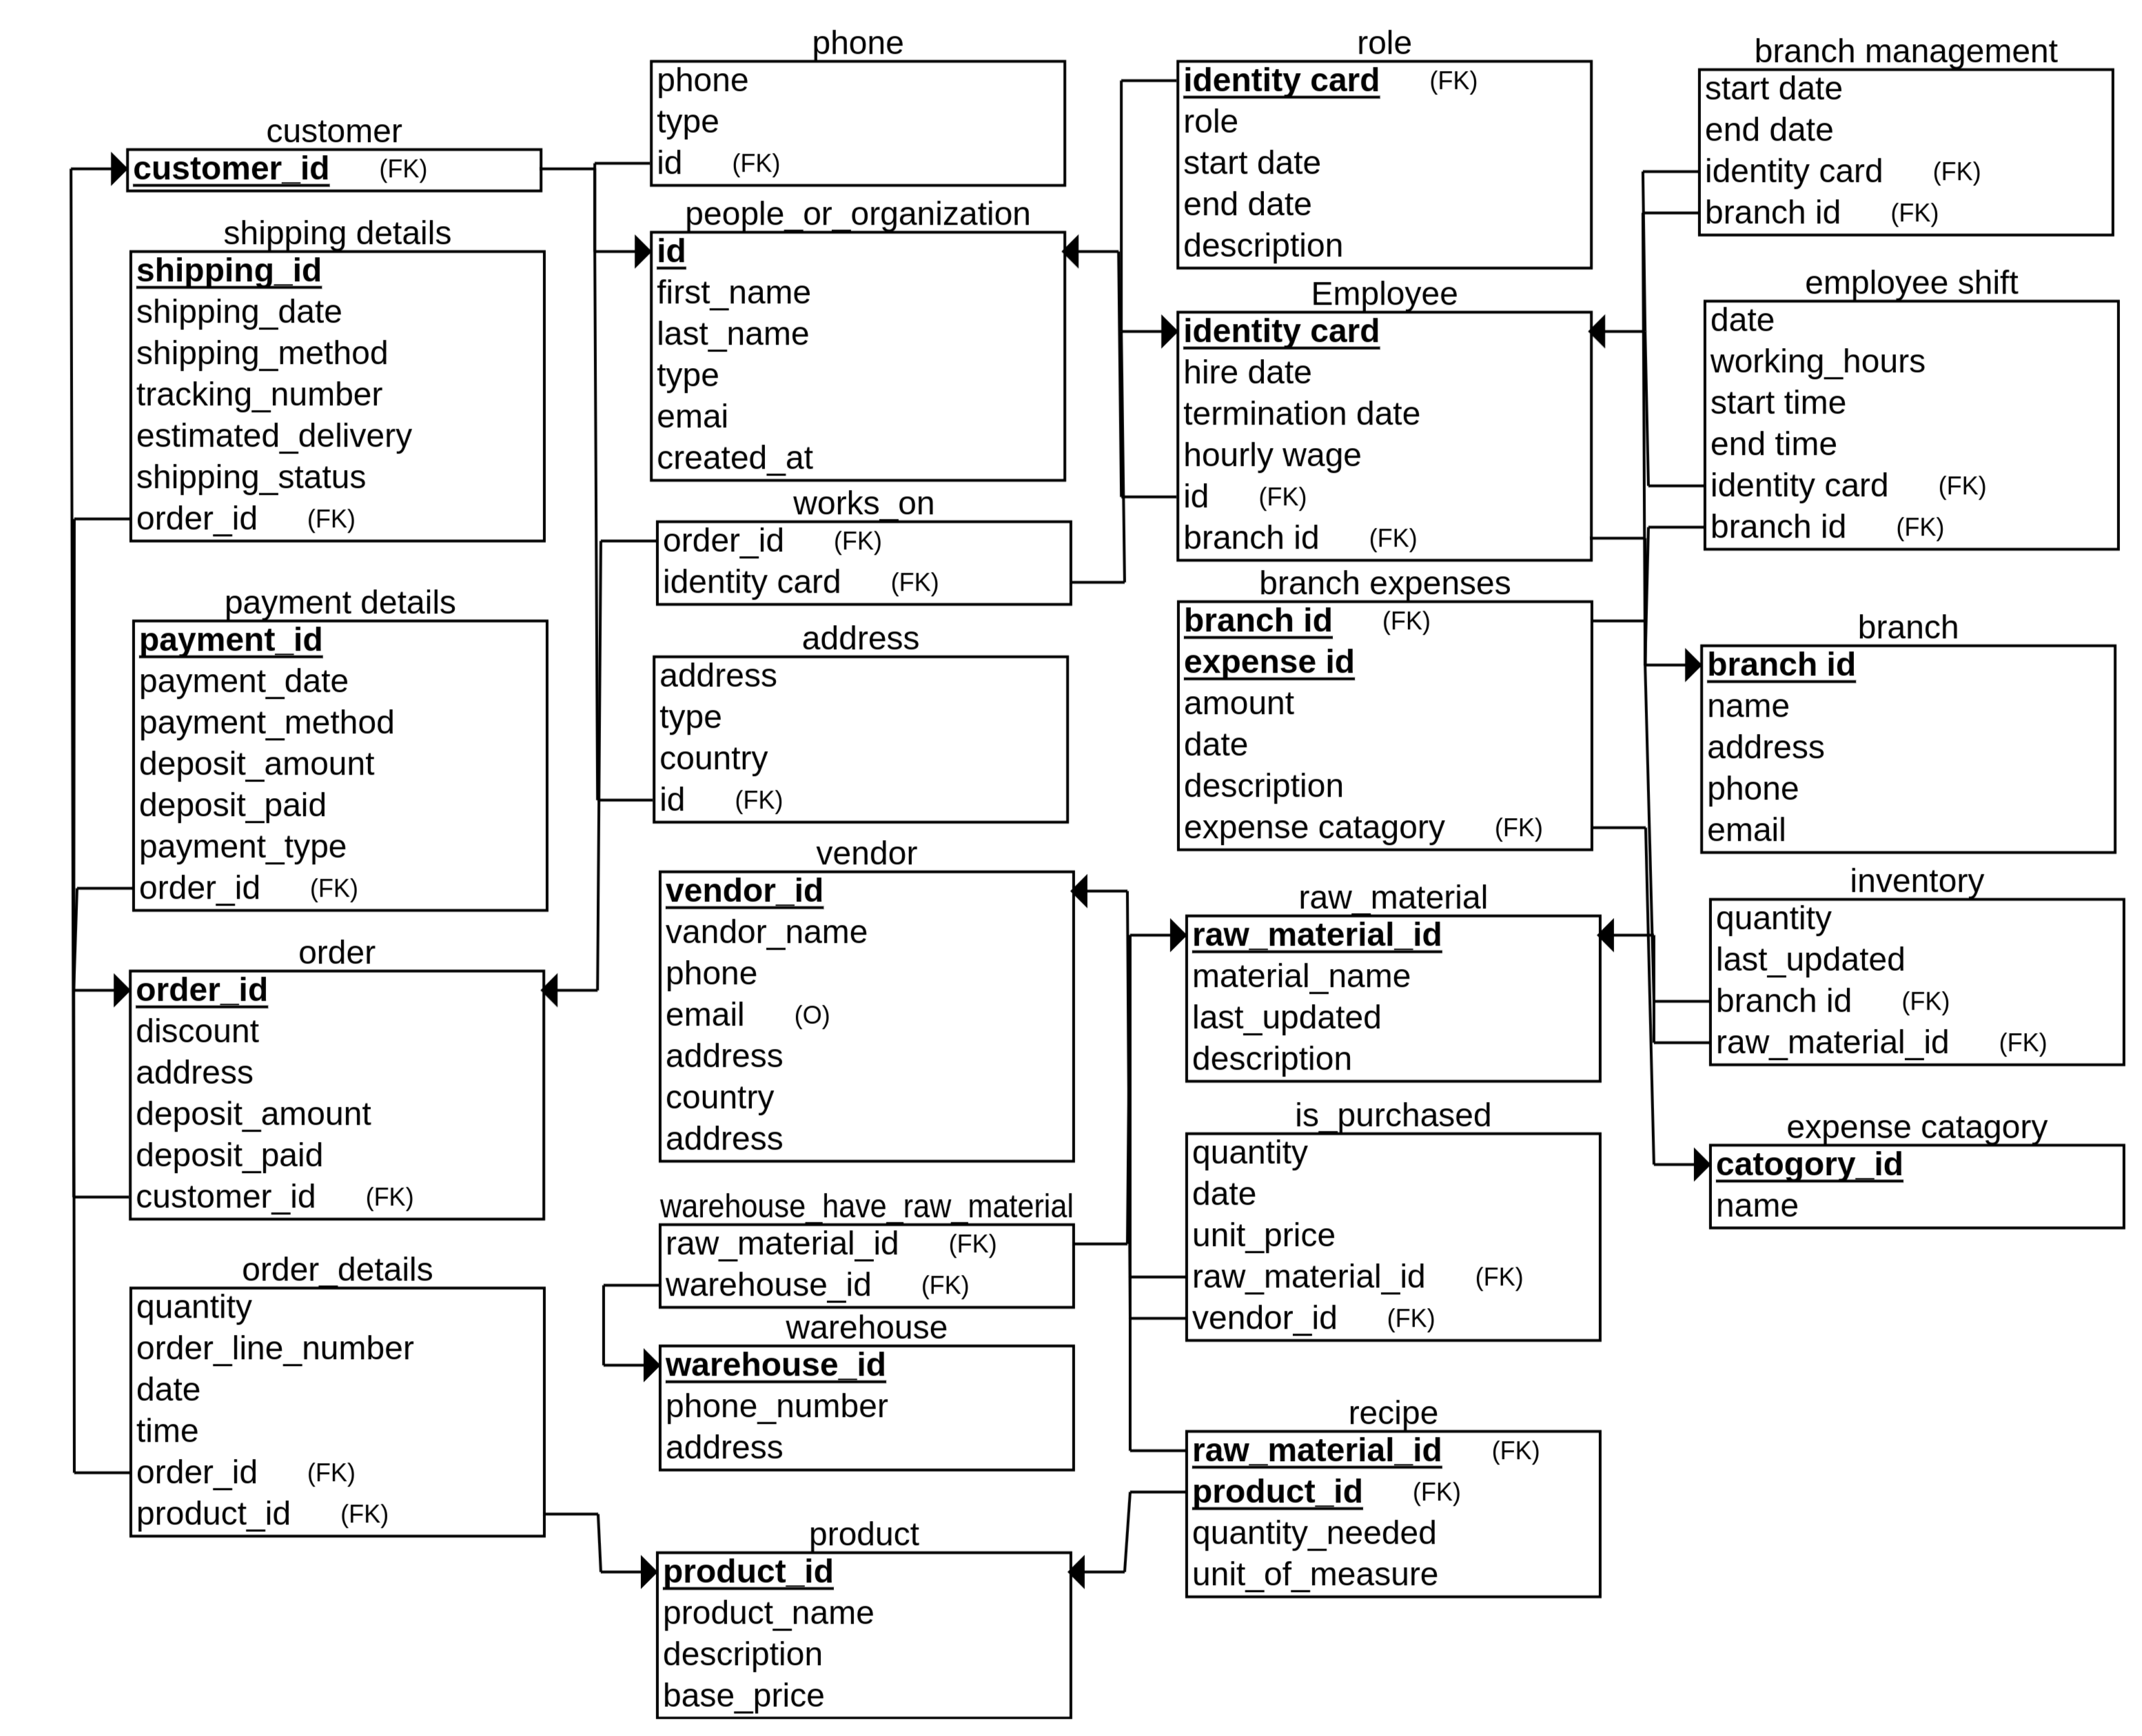 customer
customer_id (FK)
shipping details
shipping_id
shipping_date
shipping_method
tracking_number
estimated_delivery
shipping_status
order_id (FK)
payment details
payment_id
payment_date
payment_method
deposit_amount
deposit_paid
payment_type
order_id (FK)
order
order_id
discount
address
deposit_amount
deposit_paid
customer_id (FK)
order_details
quantity
order_line_number
date
time
order_id (FK)
product_id (FK)
phone
phone
type
id (FK)
people_or_organization
id
first_name
last_name
type
emai
created_at
works_on
order_id (FK)
identity card (FK)
address
address
type
country
id (FK)
vendor
vendor_id
vandor_name
phone
email (O)
address
country
address
warehouse_have_raw_material
raw_material_id (FK)
warehouse_id (FK)
warehouse
warehouse_id
phone_number
address
product
product_id
product_name
description
base_price
role
identity card (FK)
role
start date
end date
description
Employee
identity card
hire date
termination date
hourly wage
id (FK)
branch id (FK)
branch expenses
branch id (FK)
expense id
amount
date
description
expense catagory (FK)
raw_material
raw_material_id
material_name
last_updated
description
is_purchased
quantity
date
unit_price
raw_material_id (FK)
vendor_id (FK)
recipe
raw_material_id (FK)
product_id (FK)
quantity_needed
unit_of_measure
branch management
start date
end date
identity card (FK)
branch id (FK)
employee shift
date
working_hours
start time
end time
identity card (FK)
branch id (FK)
branch
branch id
name
address
phone
email
inventory
quantity
last_updated
branch id (FK)
raw_material_id (FK)
expense catagory
catogory_id
name